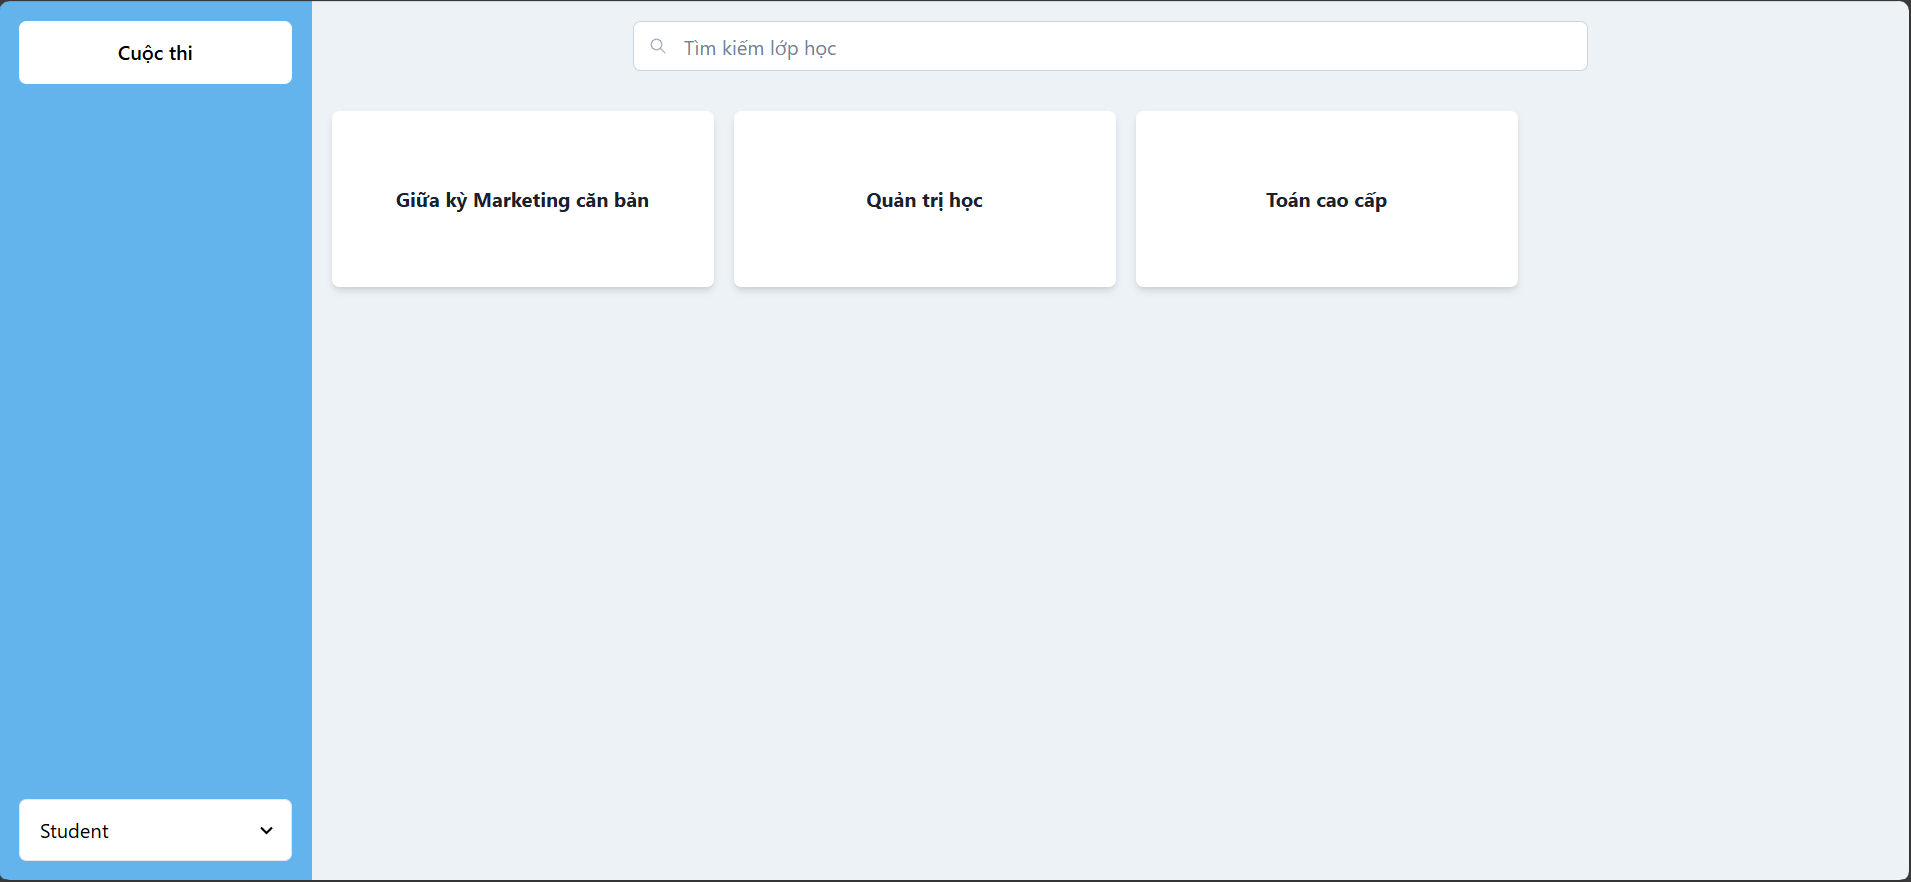 Cuộc thi
Tìm kiếm lớp học
Giữa kỳ Marketing căn bản
Quản trị học
Toán cao cấp
Student